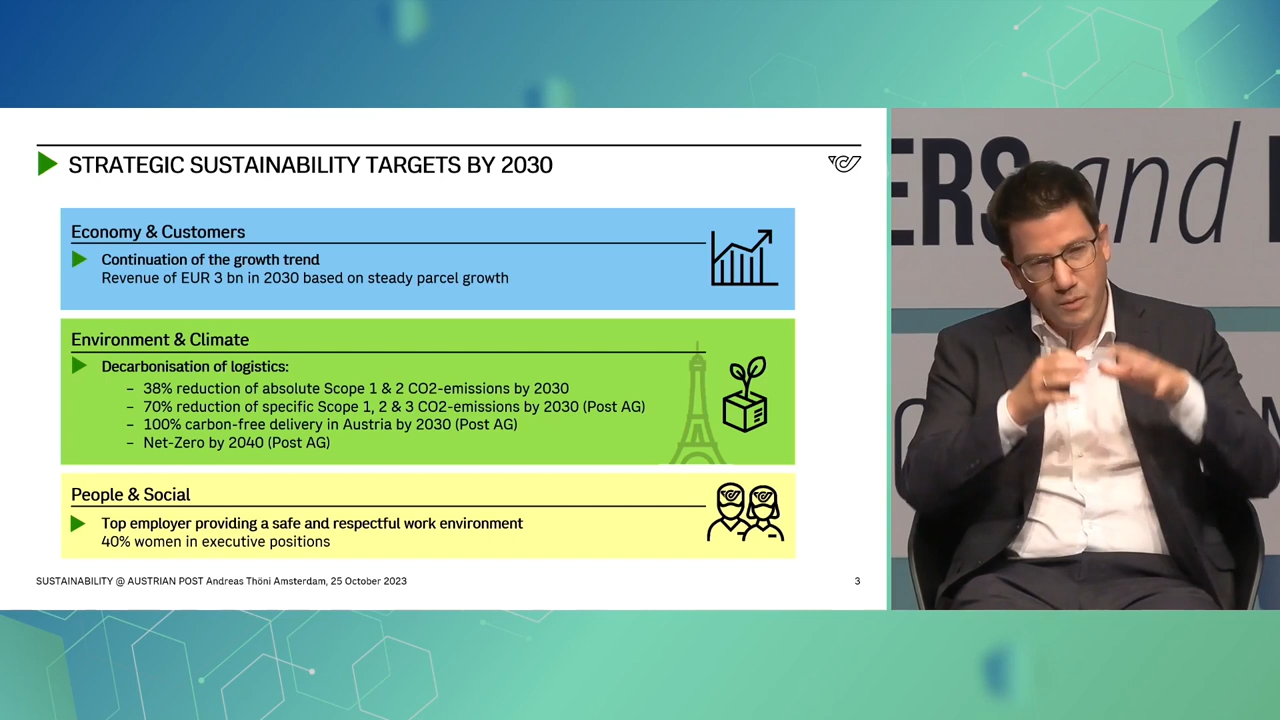 STRATEGIC SUSTAINABILITY TARGETS BY 2030
Economy & Customers
Continuation of the growth trend
Revenue of EUR 3 bn in 2030 based on steady parcel growth
Environment & Climate
Decarbonisation of logistics:
– 38% reduction of absolute Scope 1 & 2 CO2-emissions by 2030
– 70% reduction of specific Scope 1, 2 & 3 CO2-emissions by 2030 (Post AG)
– 100% carbon-free delivery in Austria by 2030 (Post AG)
– Net-Zero by 2040 (Post AG)
People & Social
Top employer providing a safe and respectful work environment
40% women in executive positions
SUSTAINABILITY @ AUSTRIAN POST Andreas Thöni Amsterdam, 25 October 2023
3
ERS and